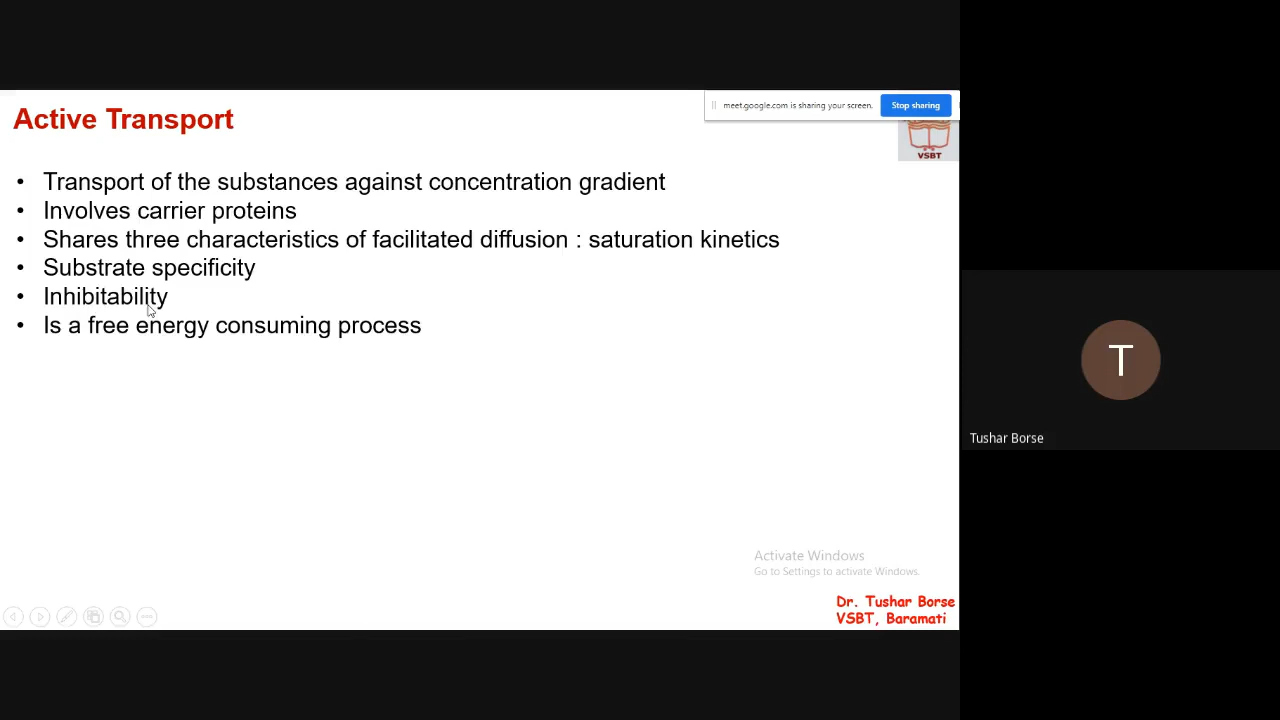 Active Transport
meet.google.com is sharing your screen.
Stop sharing
VSBT
• Transport of the substances against concentration gradient
• Involves carrier proteins
• Shares three characteristics of facilitated diffusion : saturation kinetics
• Substrate specificity
• Inhibitability
• Is a free energy consuming process
T
Tushar Borse
Activate Windows
Go to Settings to activate Windows.
Dr. Tushar Borse
VSBT, Baramati